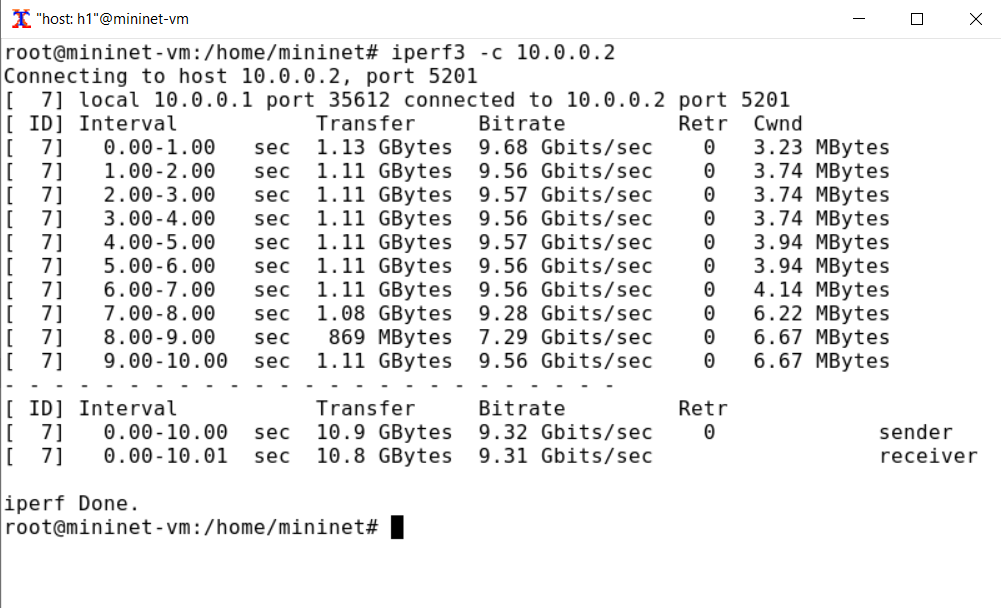 "host: h1"@mininet-vm
root@mininet-vm:/home/mininet# iperf3 -c 10.0.0.2
Connecting to host 10.0.0.2, port 5201
[  7] local 10.0.0.1 port 35612 connected to 10.0.0.2 port 5201
[ ID] Interval           Transfer     Bitrate         Retr  Cwnd
[  7]   0.00-1.00   sec  1.13 GBytes  9.68 Gbits/sec    0   3.23 MBytes
[  7]   1.00-2.00   sec  1.11 GBytes  9.56 Gbits/sec    0   3.74 MBytes
[  7]   2.00-3.00   sec  1.11 GBytes  9.57 Gbits/sec    0   3.74 MBytes
[  7]   3.00-4.00   sec  1.11 GBytes  9.56 Gbits/sec    0   3.74 MBytes
[  7]   4.00-5.00   sec  1.11 GBytes  9.57 Gbits/sec    0   3.94 MBytes
[  7]   5.00-6.00   sec  1.11 GBytes  9.56 Gbits/sec    0   3.94 MBytes
[  7]   6.00-7.00   sec  1.11 GBytes  9.56 Gbits/sec    0   4.14 MBytes
[  7]   7.00-8.00   sec  1.08 GBytes  9.28 Gbits/sec    0   6.22 MBytes
[  7]   8.00-9.00   sec   869 MBytes  7.29 Gbits/sec    0   6.67 MBytes
[  7]   9.00-10.00  sec  1.11 GBytes  9.56 Gbits/sec    0   6.67 MBytes
- - - - - - - - - - - - - - - - - - - - - - - - -
[ ID] Interval           Transfer     Bitrate         Retr
[  7]   0.00-10.00  sec  10.9 GBytes  9.32 Gbits/sec    0             sender
[  7]   0.00-10.01  sec  10.8 GBytes  9.31 Gbits/sec                  receiver
iperf Done.
root@mininet-vm:/home/mininet#